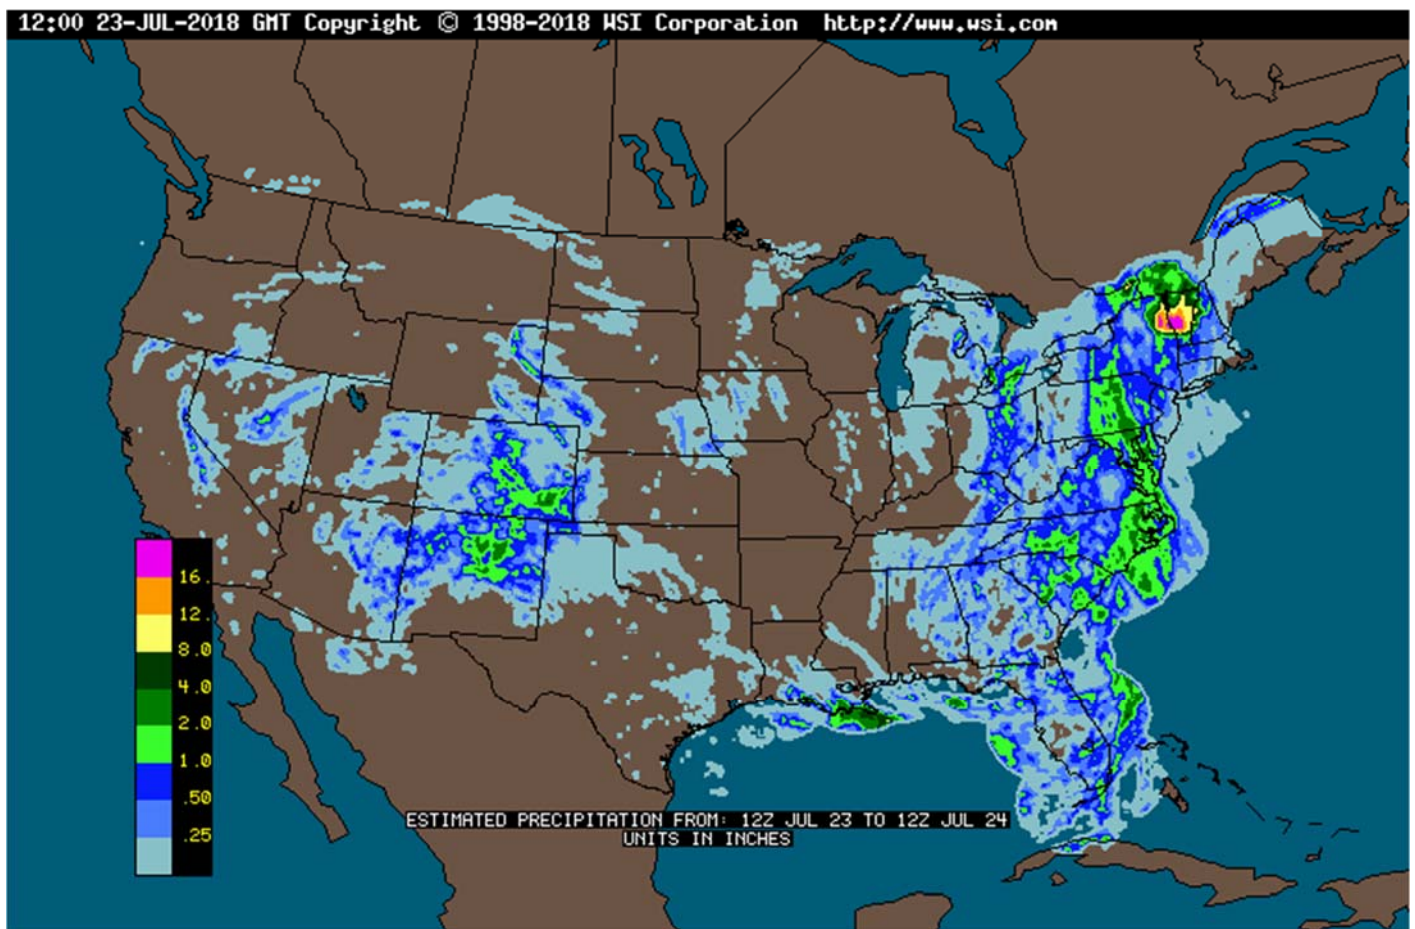 12:00 23-JUL-2018 GMT Copyright © 1998-2018 WSI Corporation http://www.wsi.com
16.
12.
8.0
4.0
2.0
1.0
.50
.25
ESTIMATED PRECIPITATION FROM: 12Z JUL 23 TO 12Z JUL 24
UNITS IN INCHES